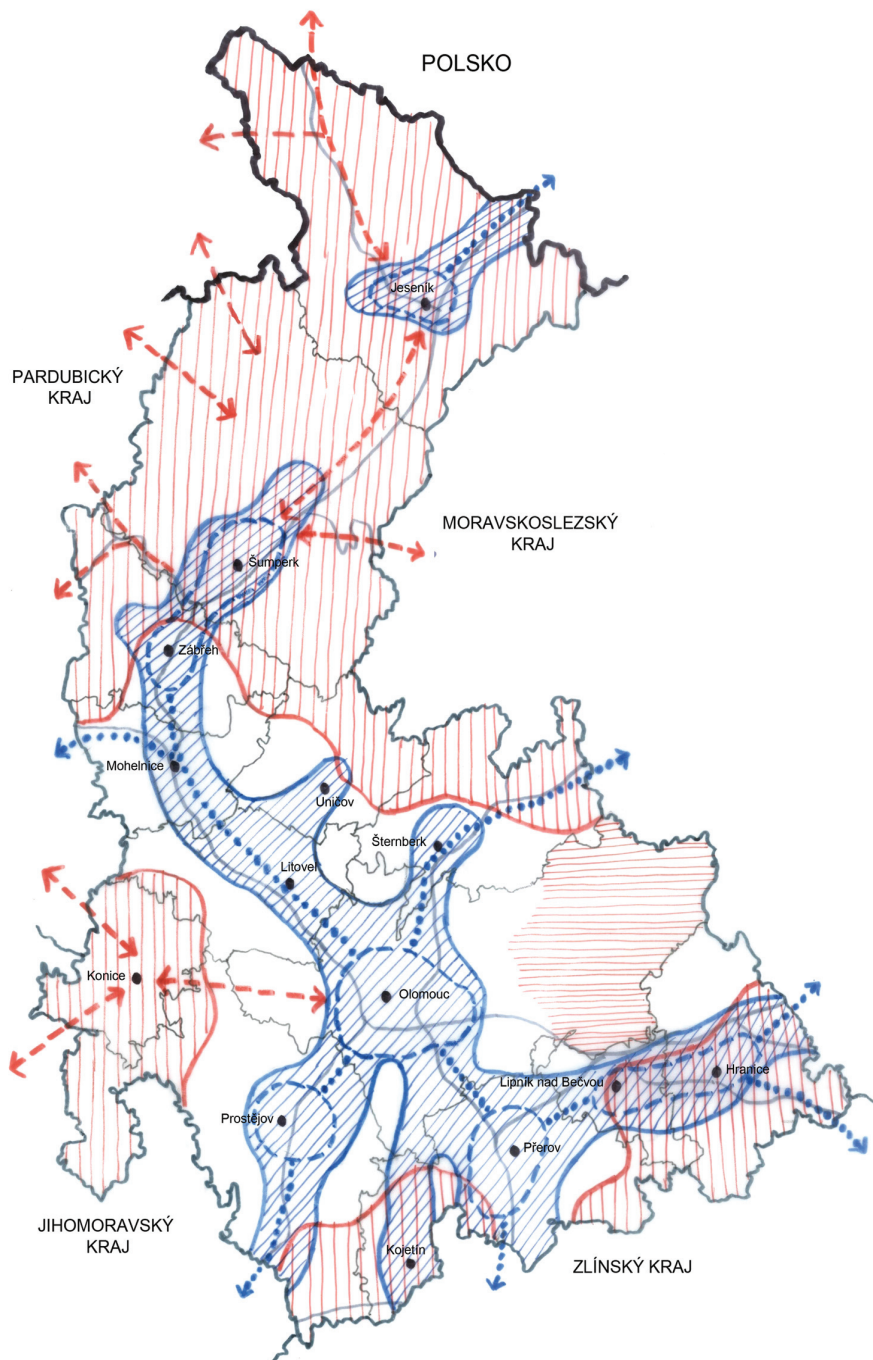 POLSKO
Jeseník
PARDUBICKÝ
KRAJ
MORAVSKOSLEZSKÝ
KRAJ
Šumperk
Zábřeh
Mohelnice
Uničov
Šternberk
Litovel
Konice
Olomouc
Lipník nad Bečvou
Hranice
Prostějov
Přerov
JIHOMORAVSKÝ
KRAJ
Kojetín
ZLÍNSKÝ KRAJ